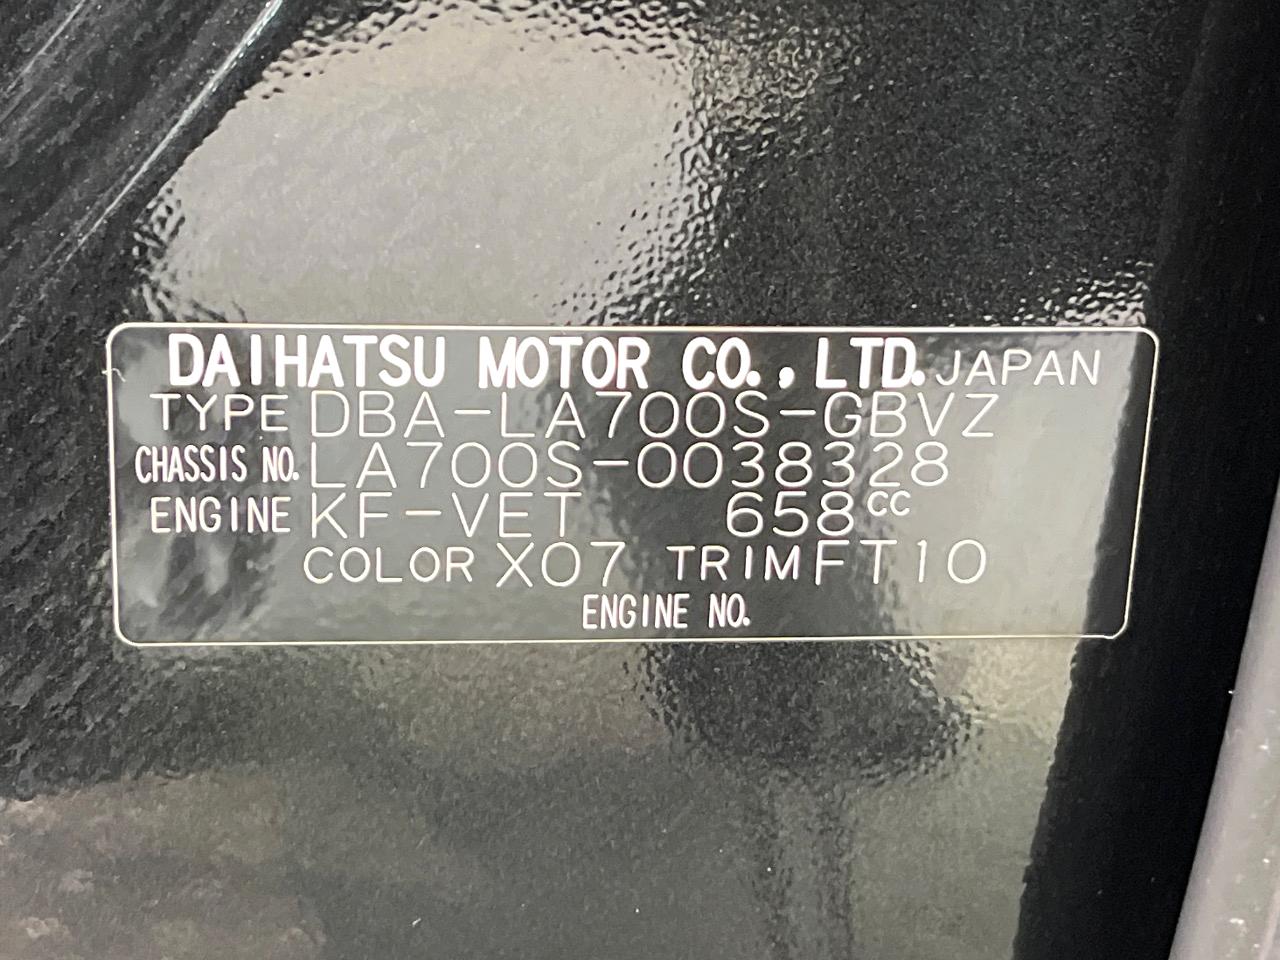 DAIHATSU MOTOR CO., LTD. JAPAN
TYPE DBA-LA700S-GBVZ
CHASSIS NO. LA700S-0038328
ENGINE KF-VET 658cc
COLOR X07 TRIM FT10
ENGINE NO.